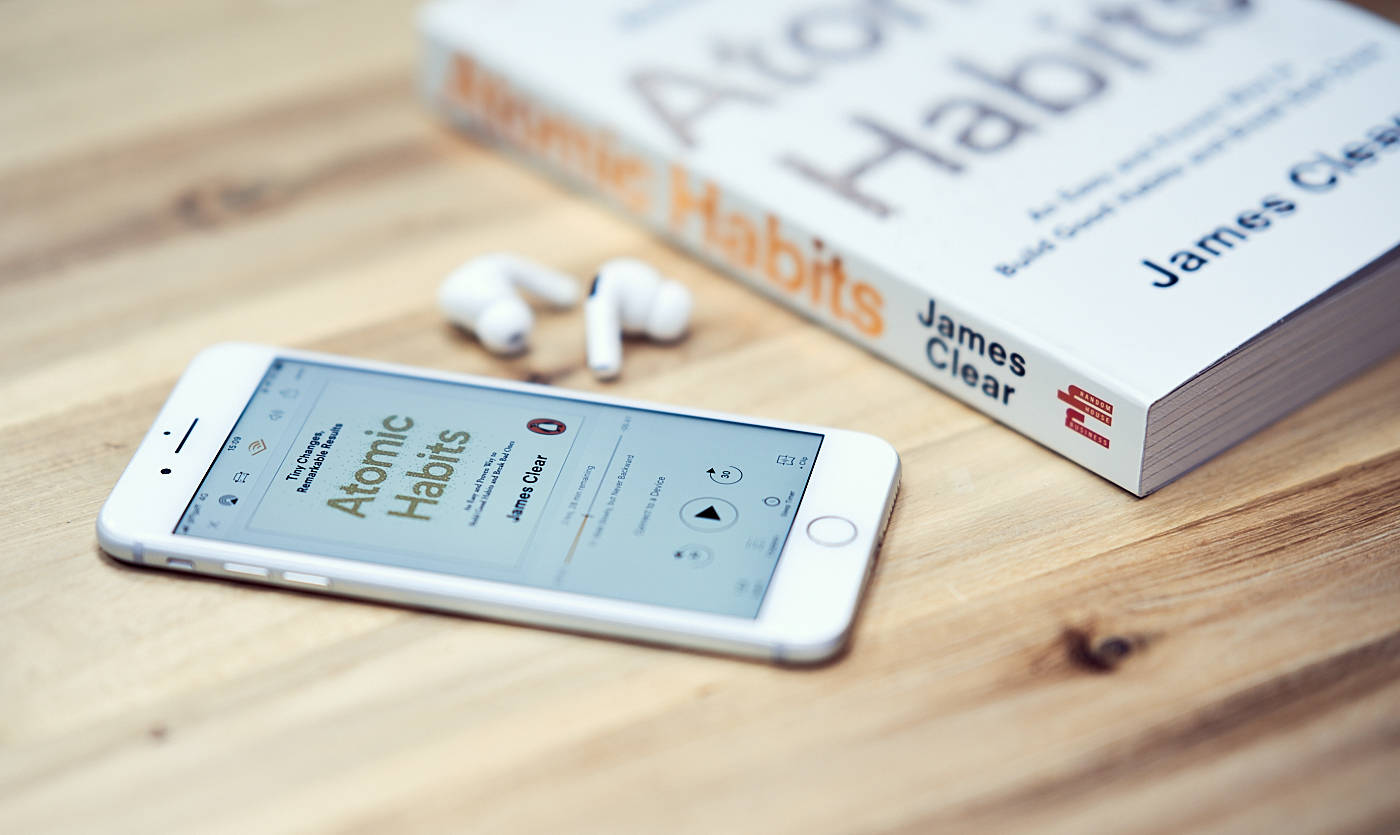 Atomic
Habits
An Easy and Proven Way to
Build Good Habits and Break Bad Ones
James Clear
Atomic Habits
James
Clear
RANDOM
HOUSE
BUSINESS
4G
15:09
Tiny Changes,
Remarkable Results
Atomic
Habits
An Easy and Proven Way to
Build Good Habits and Break Bad Ones
James Clear
remaining
Slowly, but Never Backward
Connect to a Device
30
Sleep Timer
Clip